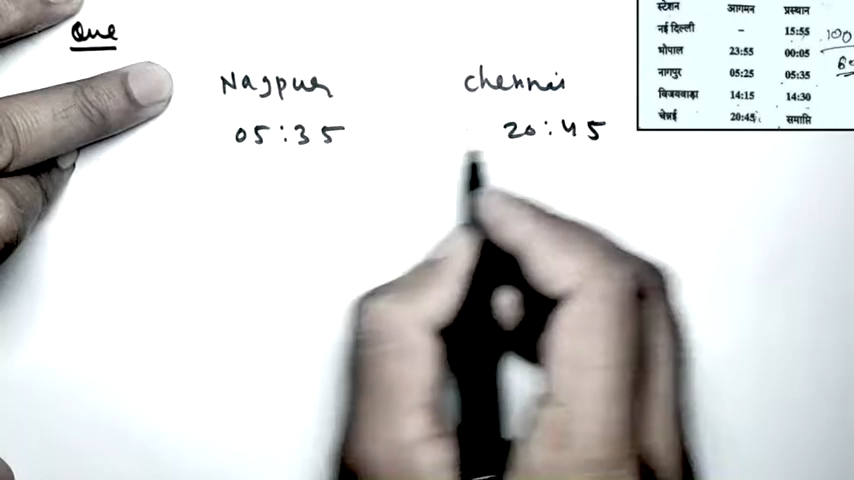 Que
Nagpur Chennai
05:35 20:45
स्टेशन आगमन प्रस्थान
नई दिल्ली – 15:55
भोपाल 23:55 00:05
नागपुर 05:25 05:35
विजयवाड़ा 14:15 14:30
चेन्नई 20:45 समाप्ति
100